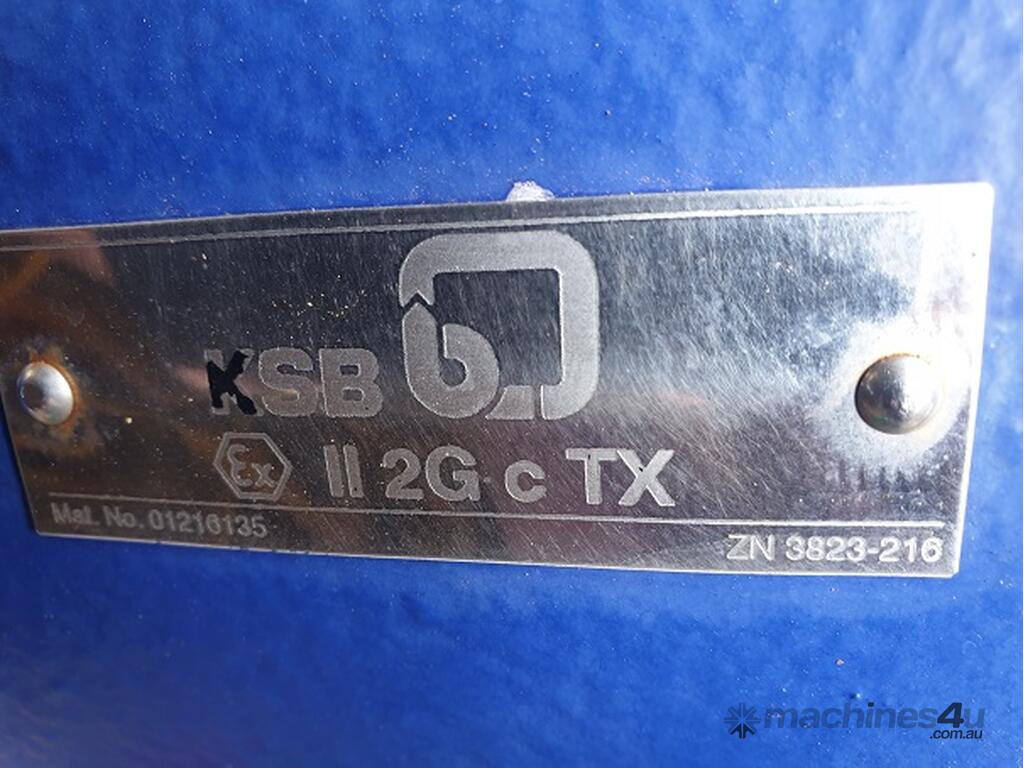 KSB
Ex II 2G c TX
Mat. No. 01216135
ZN 3823-216
machines4u
.com.au